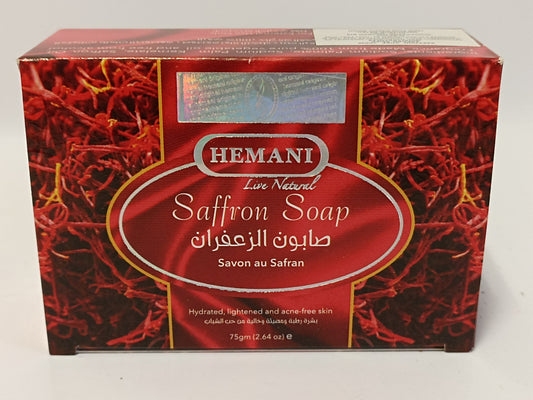 HEMANI
Live Natural
Saffron Soap
صابون الزعفران
Savon au Safran
Hydrated, lightened and acne-free skin
بشرة رطبة ومضيئة وخالية من حب الشباب
75gm (2.64 oz) e